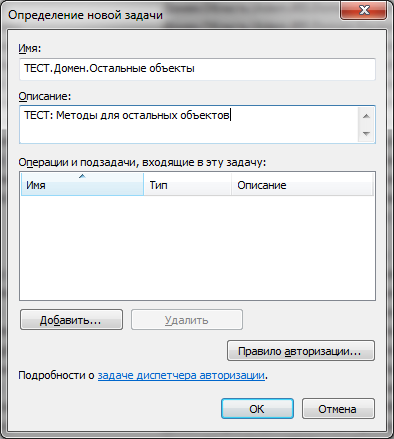 Определение новой задачи
Имя:
ТЕСТ.Домен.Остальные объекты
Описание:
ТЕСТ: Методы для остальных объектов
Операции и подзадачи, входящие в эту задачу:
Имя Тип Описание
Добавить... Удалить
Правило авторизации...
Подробности о задаче диспетчера авторизации.
OK Отмена